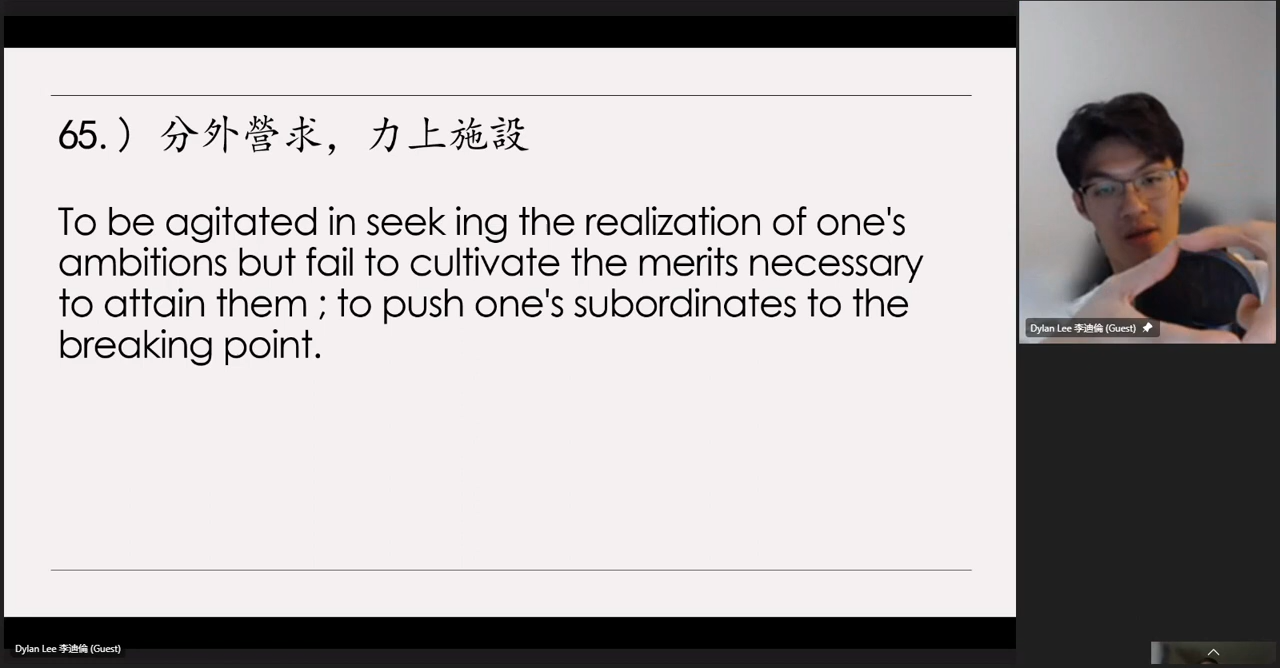 65.）分外營求，力上施設
To be agitated in seek ing the realization of one's
ambitions but fail to cultivate the merits necessary
to attain them ; to push one's subordinates to the
breaking point.
Dylan Lee 李迪倫 (Guest)
Dylan Lee 李迪倫 (Guest)